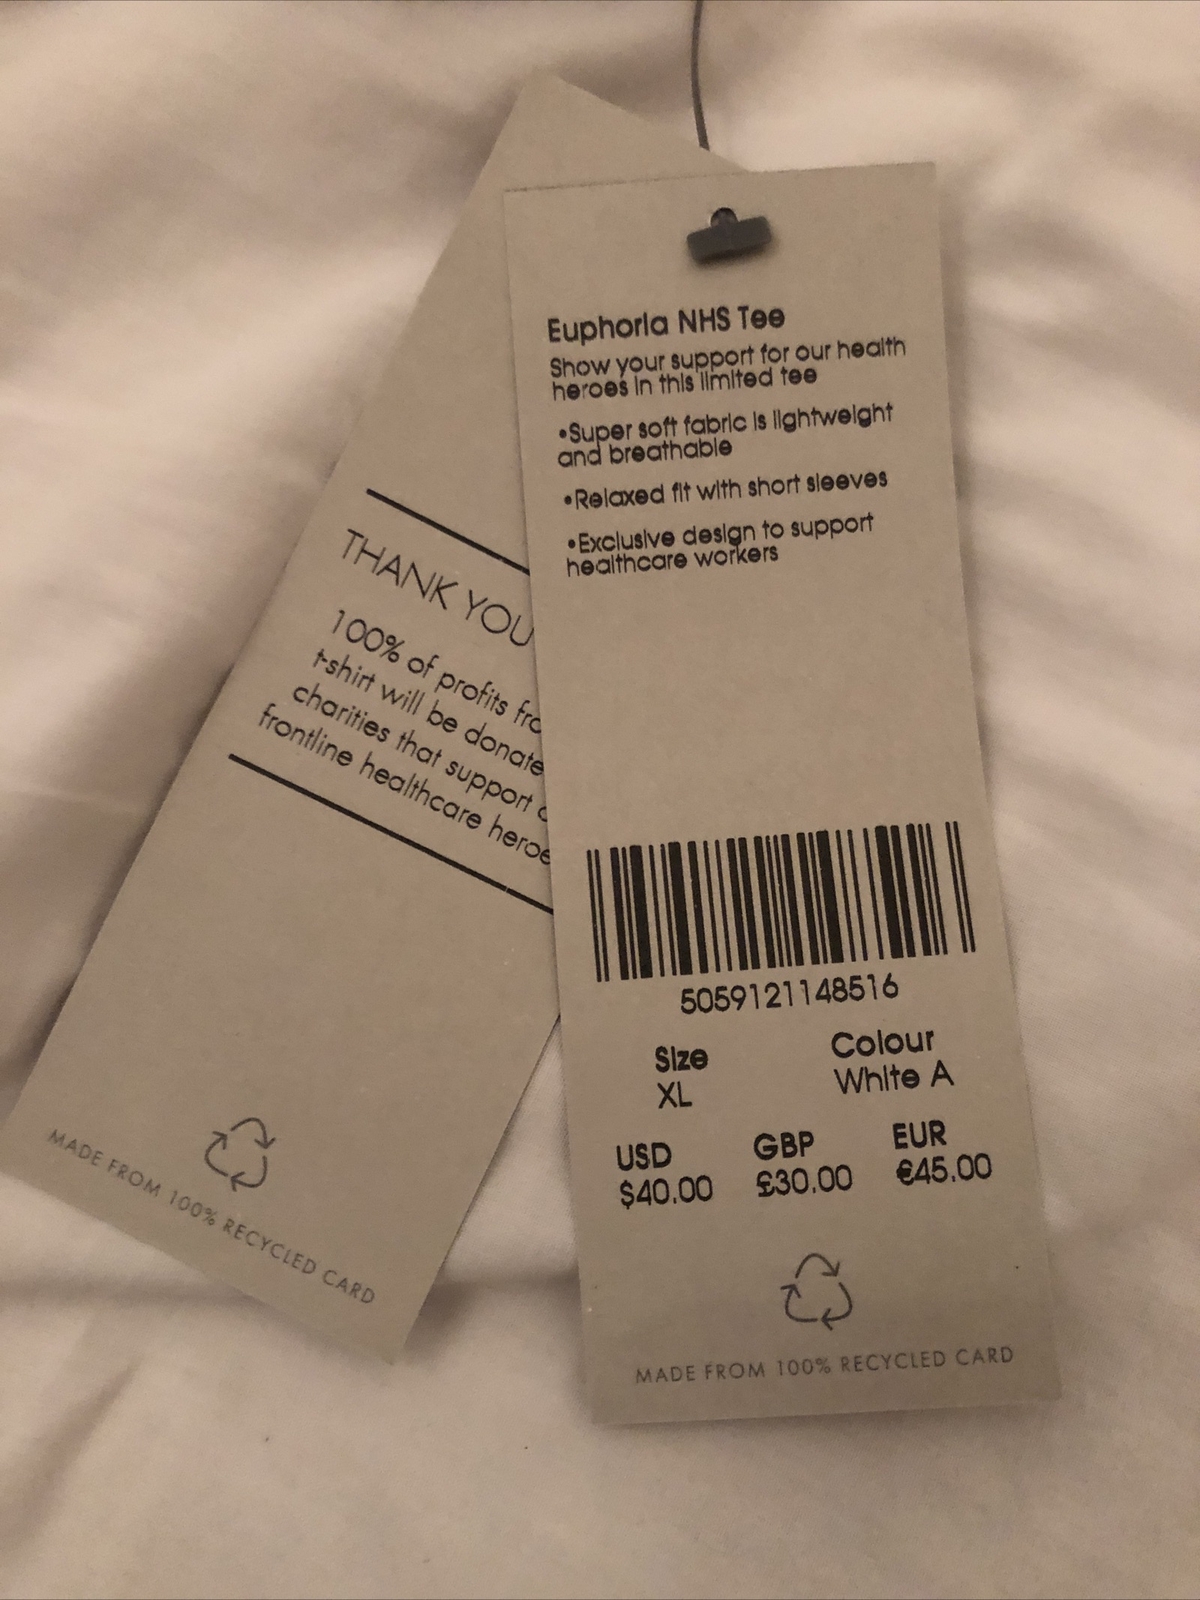 THANK YOU
100% of profits
t-shirt will be
charities that support
frontline healthcare
MADE FROM 100% RECYCLED CARD
Euphoria NHS Tee
Show your support for our health
heroes in this limited tee
•Super soft fabric is lightweight
and breathable
•Relaxed fit with short sleeves
•Exclusive design to support
healthcare workers
5059121148516
Size
XL
Colour
White A
USD
$40.00
GBP
£30.00
EUR
€45.00
MADE FROM 100% RECYCLED CARD